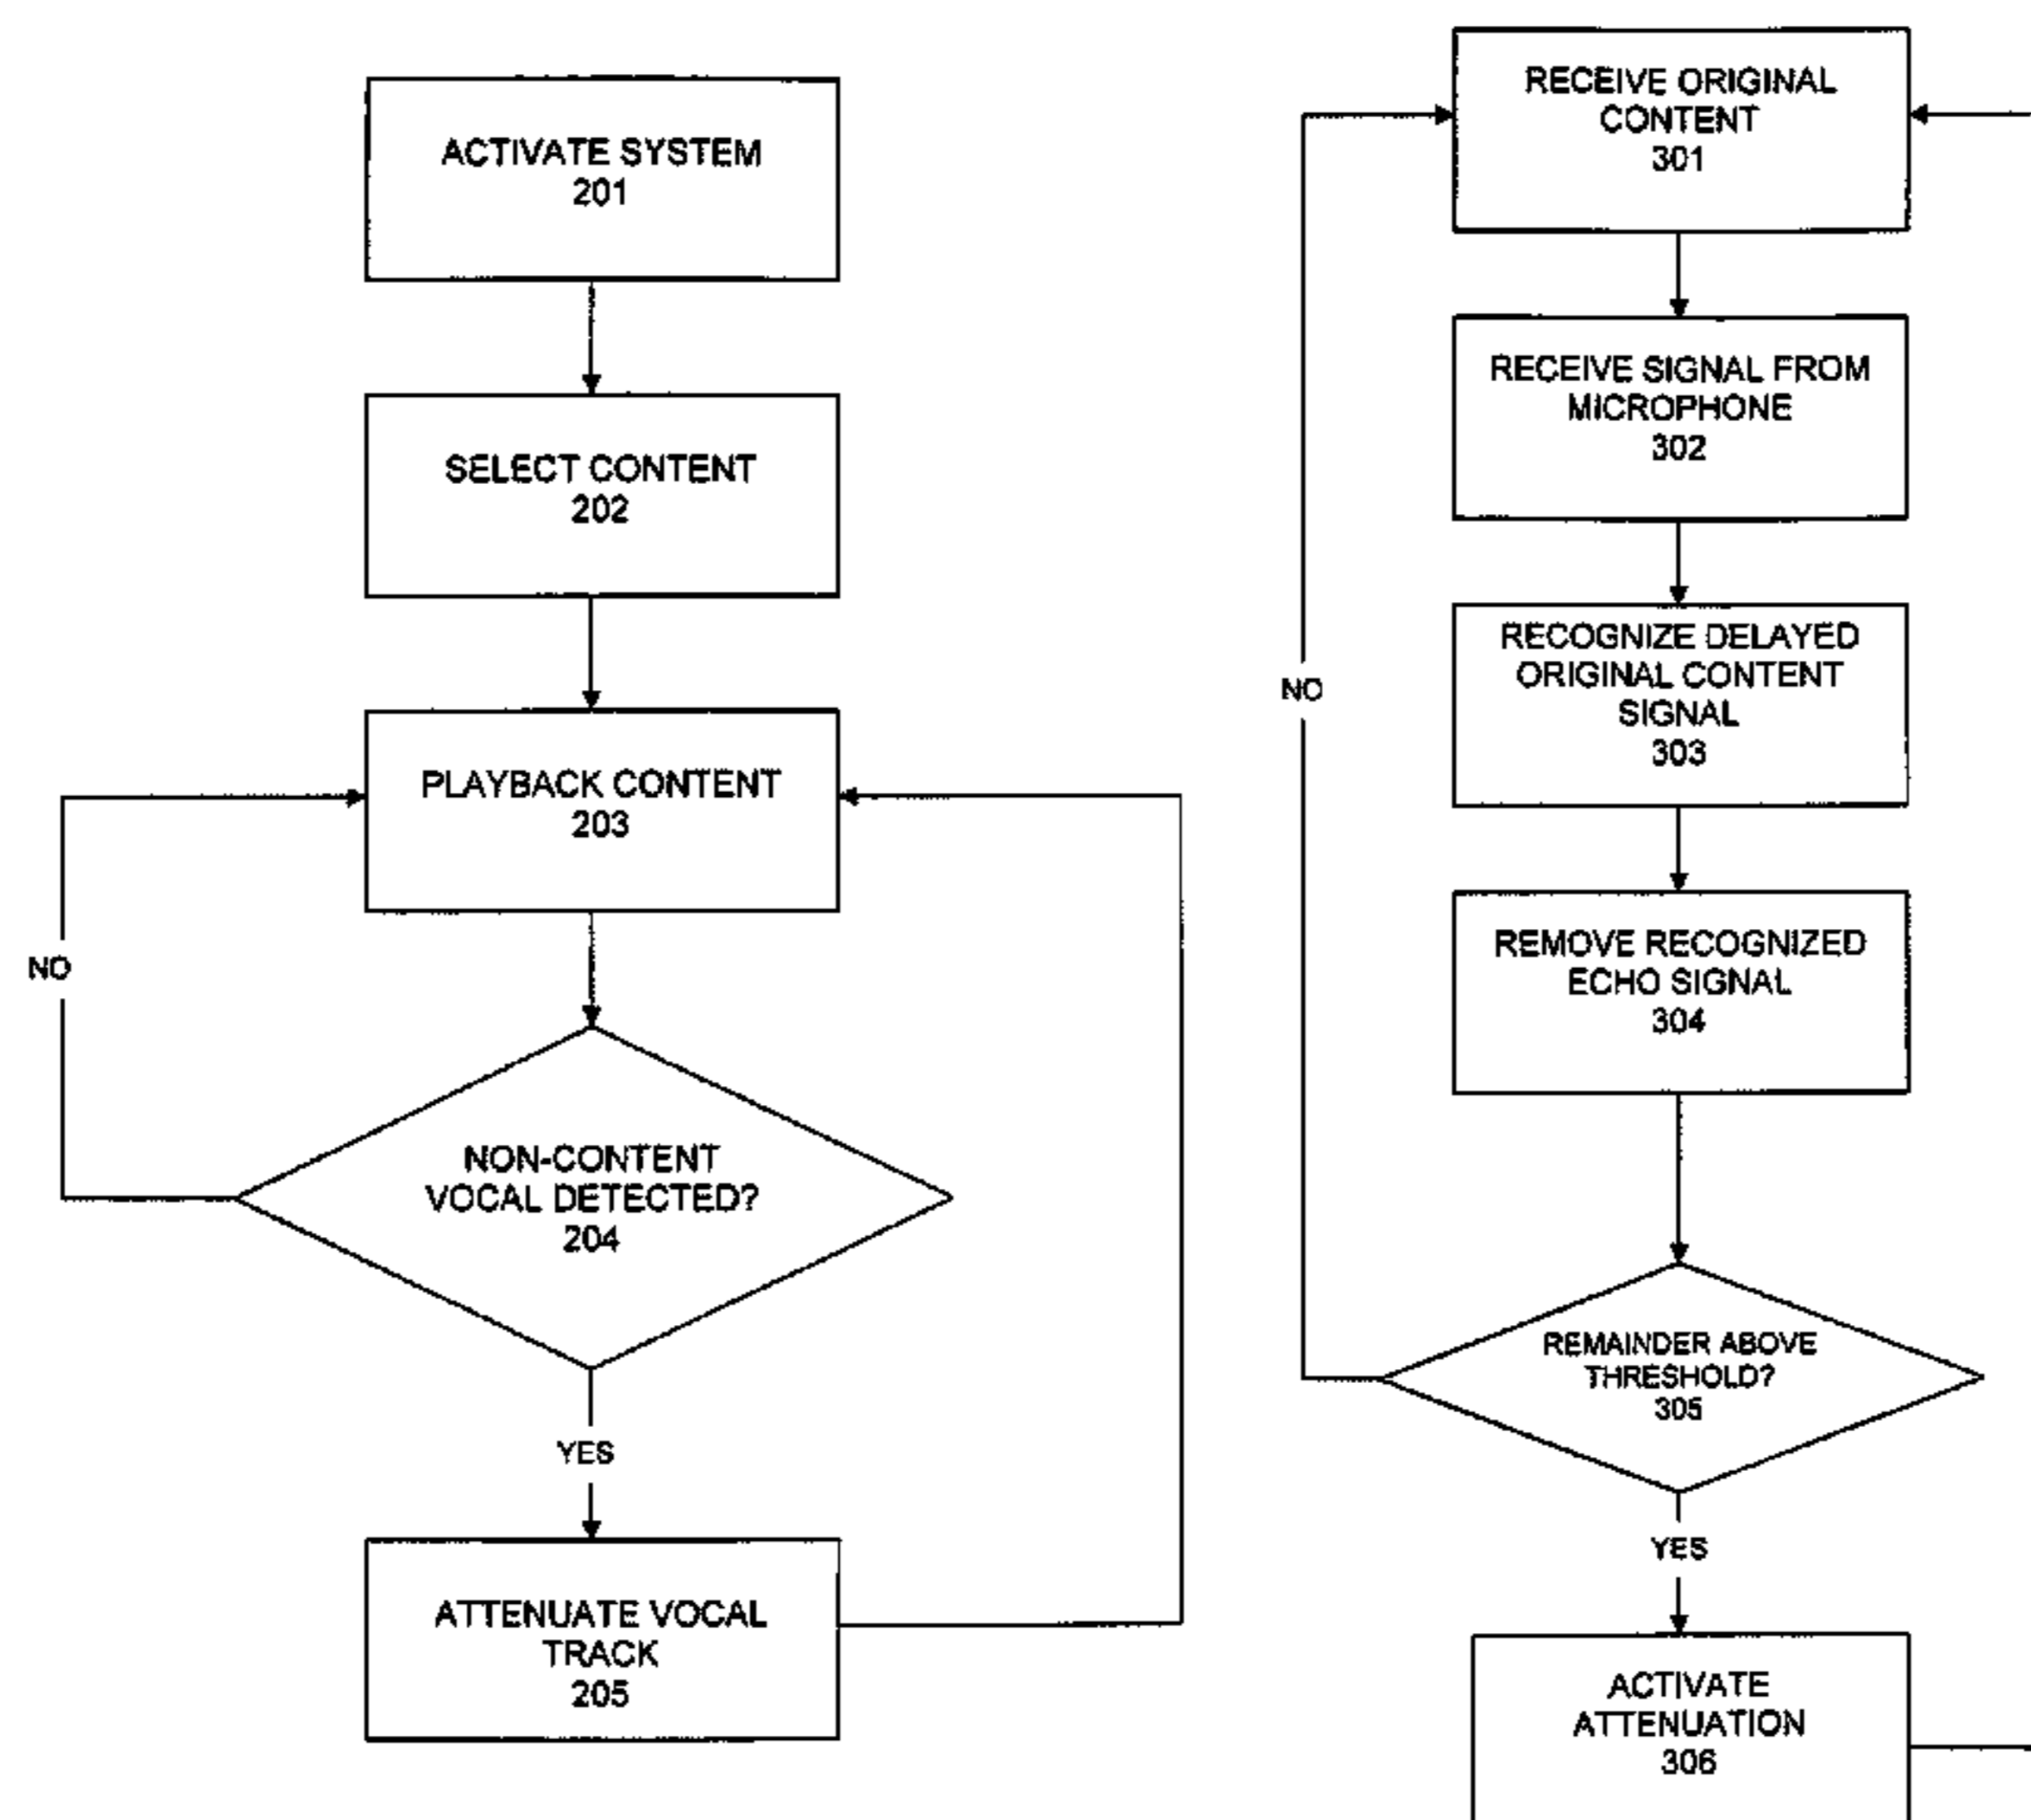 ACTIVATE SYSTEM
201
SELECT CONTENT
202
PLAYBACK CONTENT
203
NO
NON-CONTENT
VOCAL DETECTED?
204
YES
ATTENUATE VOCAL
TRACK
205
RECEIVE ORIGINAL
CONTENT
301
RECEIVE SIGNAL FROM
MICROPHONE
302
RECOGNIZE DELAYED
ORIGINAL CONTENT
SIGNAL
303
NO
REMOVE RECOGNIZED
ECHO SIGNAL
304
REMAINDER ABOVE
THRESHOLD?
305
YES
ACTIVATE
ATTENUATION
306